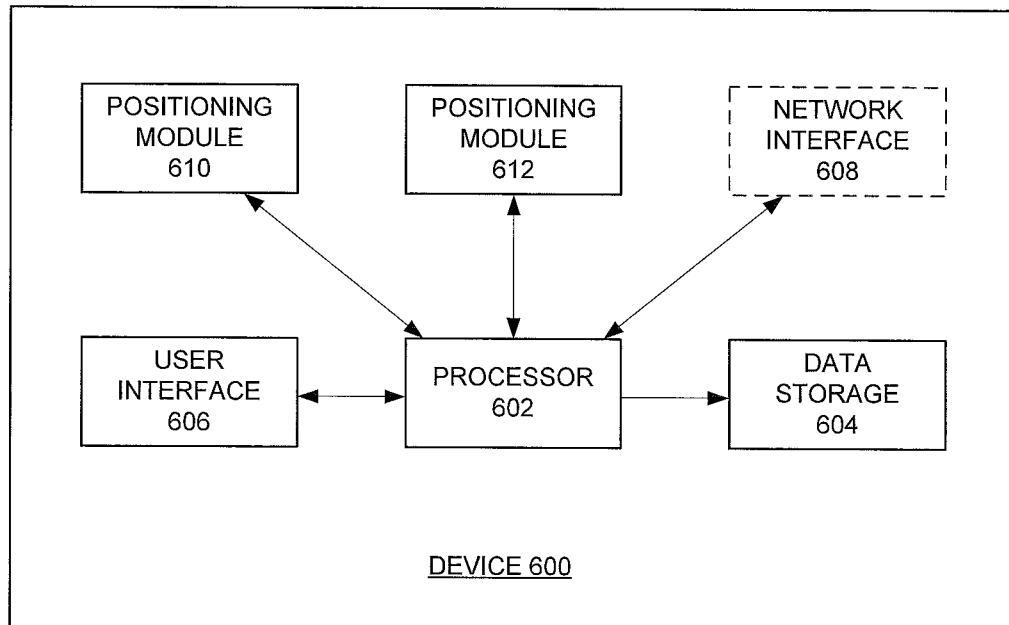 POSITIONING
MODULE
610
POSITIONING
MODULE
612
NETWORK
INTERFACE
608
USER
INTERFACE
606
PROCESSOR
602
DATA
STORAGE
604
DEVICE 600